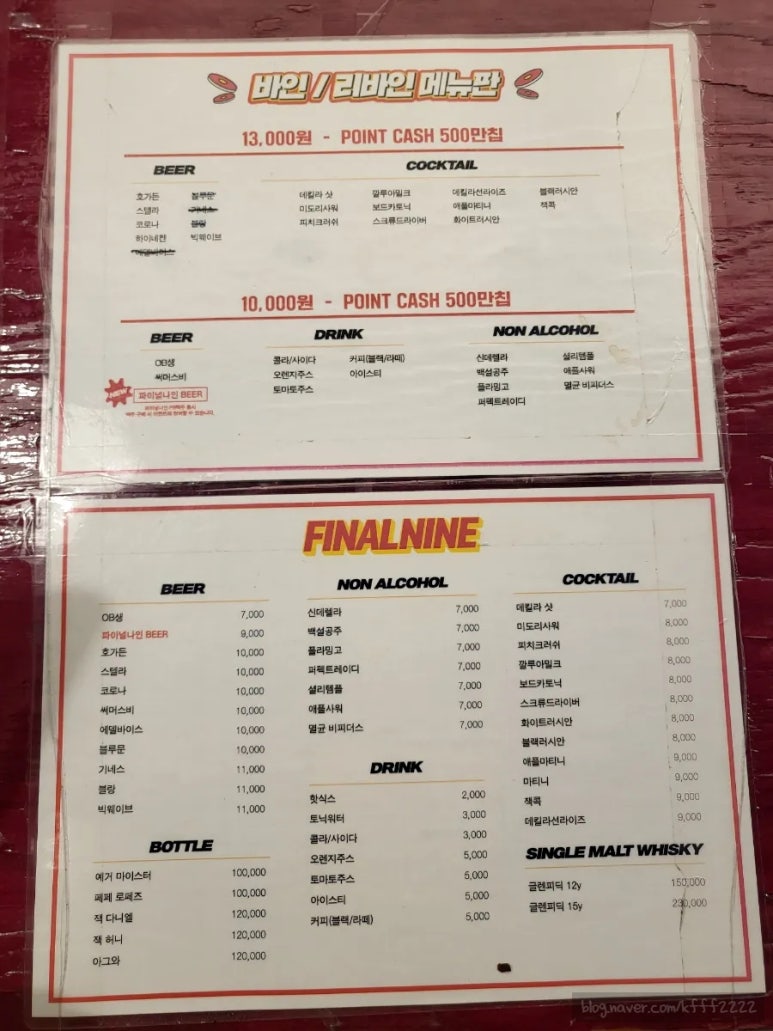 바인 / 리바인 메뉴판
13,000원 - POINT CASH 500만칩
BEER
호가든 블루문
스텔라 기네스
코로나 블랑
하이네켄 빅웨이브
에델바이스
COCKTAIL
데킬라 샷 깔루아밀크 데킬라선라이즈 블랙러시안
미도리사워 보드카토닉 애플마티니 잭콕
피치크러쉬 스크류드라이버 화이트러시안
10,000원 - POINT CASH 500만칩
BEER
OB생
써머스비
파이널나인 BEER
DRINK
콜라/사이다 커피(블랙/라떼)
오렌지주스 아이스티
토마토주스
NON ALCOHOL
신데렐라 셜리템플
백설공주 애플사워
플라밍고 멸균 비피더스
퍼펙트레이디
FINALNINE
BEER
OB생 7,000
파이널나인 BEER 9,000
호가든 10,000
스텔라 10,000
코로나 10,000
써머스비 10,000
에델바이스 10,000
블루문 10,000
기네스 11,000
블랑 11,000
빅웨이브 11,000
BOTTLE
예거 마이스터 100,000
페페 로페즈 100,000
잭 다니엘 120,000
잭 허니 120,000
아그와 120,000
NON ALCOHOL
신데렐라 7,000
백설공주 7,000
플라밍고 7,000
퍼펙트레이디 7,000
셜리템플 7,000
애플사워 7,000
멸균 비피더스 7,000
DRINK
핫식스 2,000
토닉워터 3,000
콜라/사이다 3,000
오렌지주스 5,000
토마토주스 5,000
아이스티 5,000
커피(블랙/라떼) 5,000
COCKTAIL
데킬라 샷 7,000
미도리사워 8,000
피치크러쉬 8,000
깔루아밀크 8,000
보드카토닉 8,000
스크류드라이버 8,000
화이트러시안 8,000
블랙러시안 8,000
애플마티니 9,000
마티니 9,000
잭콕 9,000
데킬라선라이즈 9,000
SINGLE MALT WHISKY
글렌피딕 12y 150,000
글렌피딕 15y 230,000
blog.naver.com/kfff2222